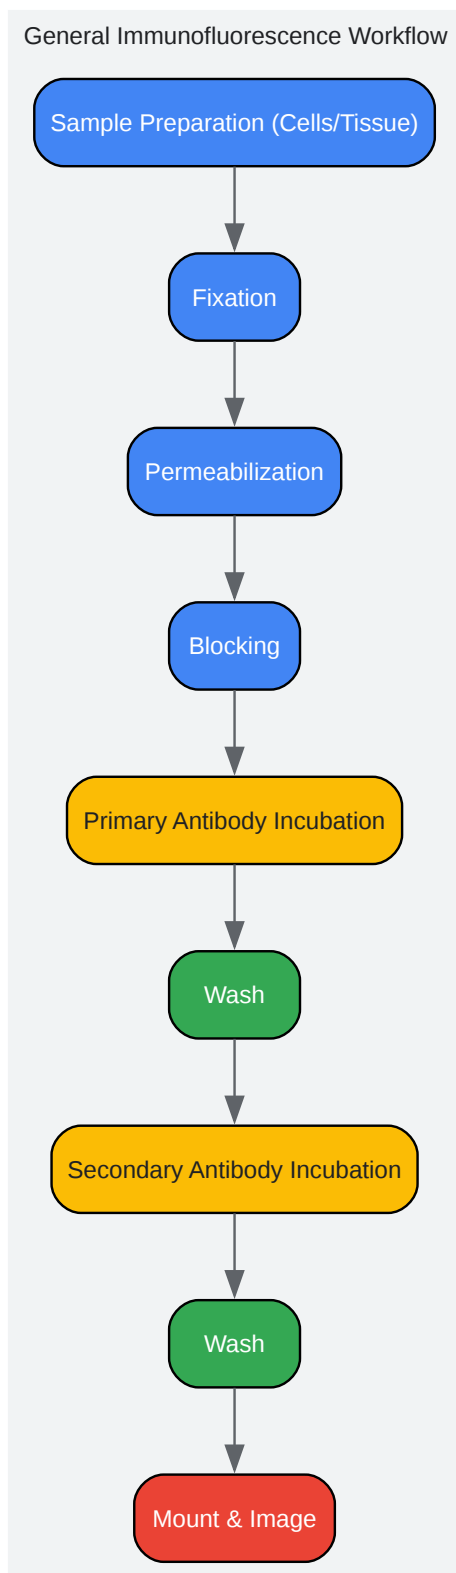 General Immunofluorescence Workflow
Sample Preparation (Cells/Tissue)
Fixation
Permeabilization
Blocking
Primary Antibody Incubation
Wash
Secondary Antibody Incubation
Wash
Mount & Image